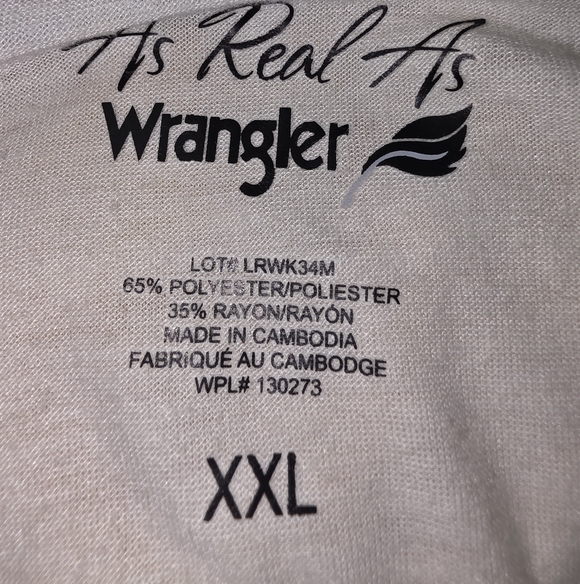 As Real As
Wrangler
LOT# LRWK34M
65% POLYESTER/POLIESTER
35% RAYON/RAYÓN
MADE IN CAMBODIA
FABRIQUÉ AU CAMBODGE
WPL# 130273
XXL